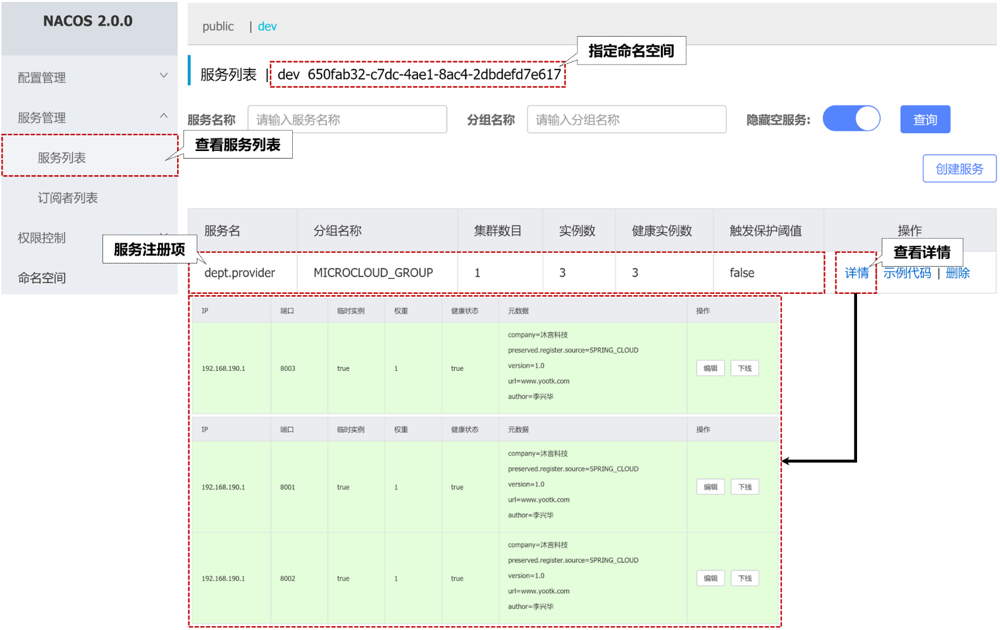 NACOS 2.0.0
配置管理
服务管理
服务列表
订阅者列表
权限控制
命名空间
public | dev
指定命名空间
服务列表 | dev 650fab32-c7dc-4ae1-8ac4-2dbdefd7e617
服务名称 请输入服务名称 分组名称 请输入分组名称 隐藏空服务: 查询
查看服务列表
创建服务
服务名 分组名称 集群数目 实例数 健康实例数 触发保护阈值 操作
服务注册项
查看详情
dept.provider MICROCLOUD_GROUP 1 3 3 false 详情 示例代码 | 删除
IP 端口 临时实例 权重 健康状态 元数据 操作
company=沐言科技
preserved.register.source=SPRING_CLOUD
192.168.190.1 8003 true 1 true version=1.0 编辑 下线
url=www.yootk.com
author=李兴华
IP 端口 临时实例 权重 健康状态 元数据 操作
company=沐言科技
preserved.register.source=SPRING_CLOUD
192.168.190.1 8001 true 1 true version=1.0 编辑 下线
url=www.yootk.com
author=李兴华
company=沐言科技
preserved.register.source=SPRING_CLOUD
192.168.190.1 8002 true 1 true version=1.0 编辑 下线
url=www.yootk.com
author=李兴华